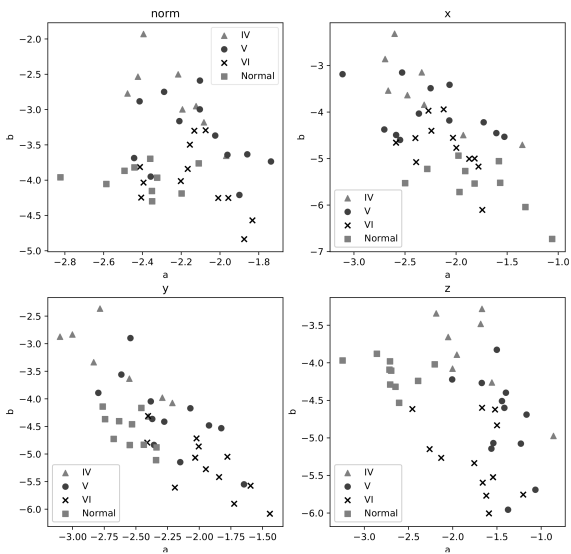 norm
−2.0
−2.5
−3.0
−3.5
−4.0
−4.5
−5.0
b
IV
V
VI
Normal
−2.8 −2.6 −2.4 −2.2 −2.0 −1.8
a
x
−3
−4
−5
−6
−7
b
IV
V
VI
Normal
−3.0 −2.5 −2.0 −1.5 −1.0
a
y
−2.5
−3.0
−3.5
−4.0
−4.5
−5.0
−5.5
−6.0
b
IV
V
VI
Normal
−3.00 −2.75 −2.50 −2.25 −2.00 −1.75 −1.50
a
z
−3.5
−4.0
−4.5
−5.0
−5.5
−6.0
b
IV
V
VI
Normal
−3.0 −2.5 −2.0 −1.5 −1.0
a